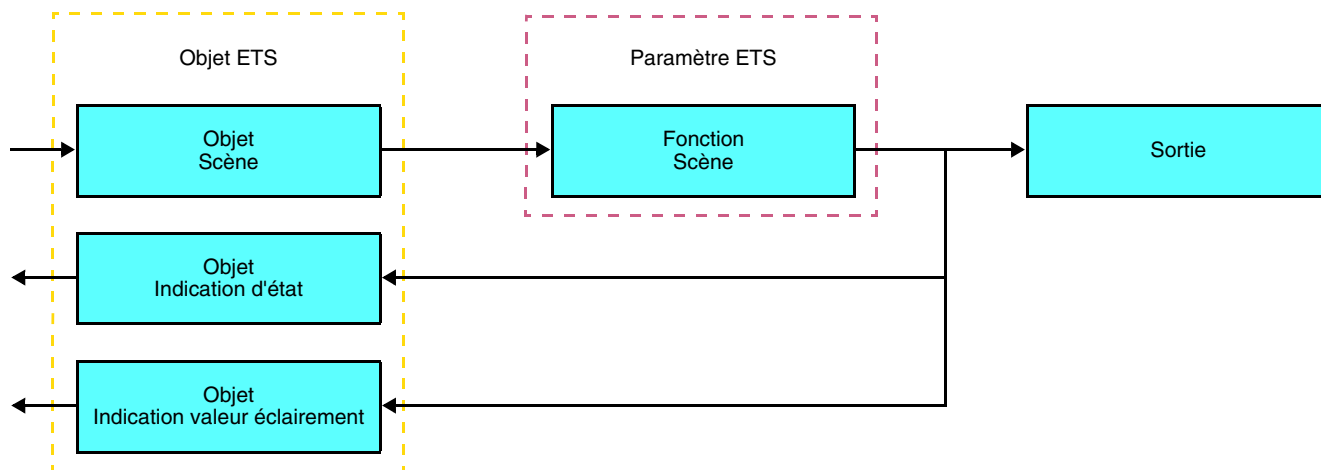 Objet ETS
Paramètre ETS
Objet
Scène
Fonction
Scène
Sortie
Objet
Indication d'état
Objet
Indication valeur éclairement